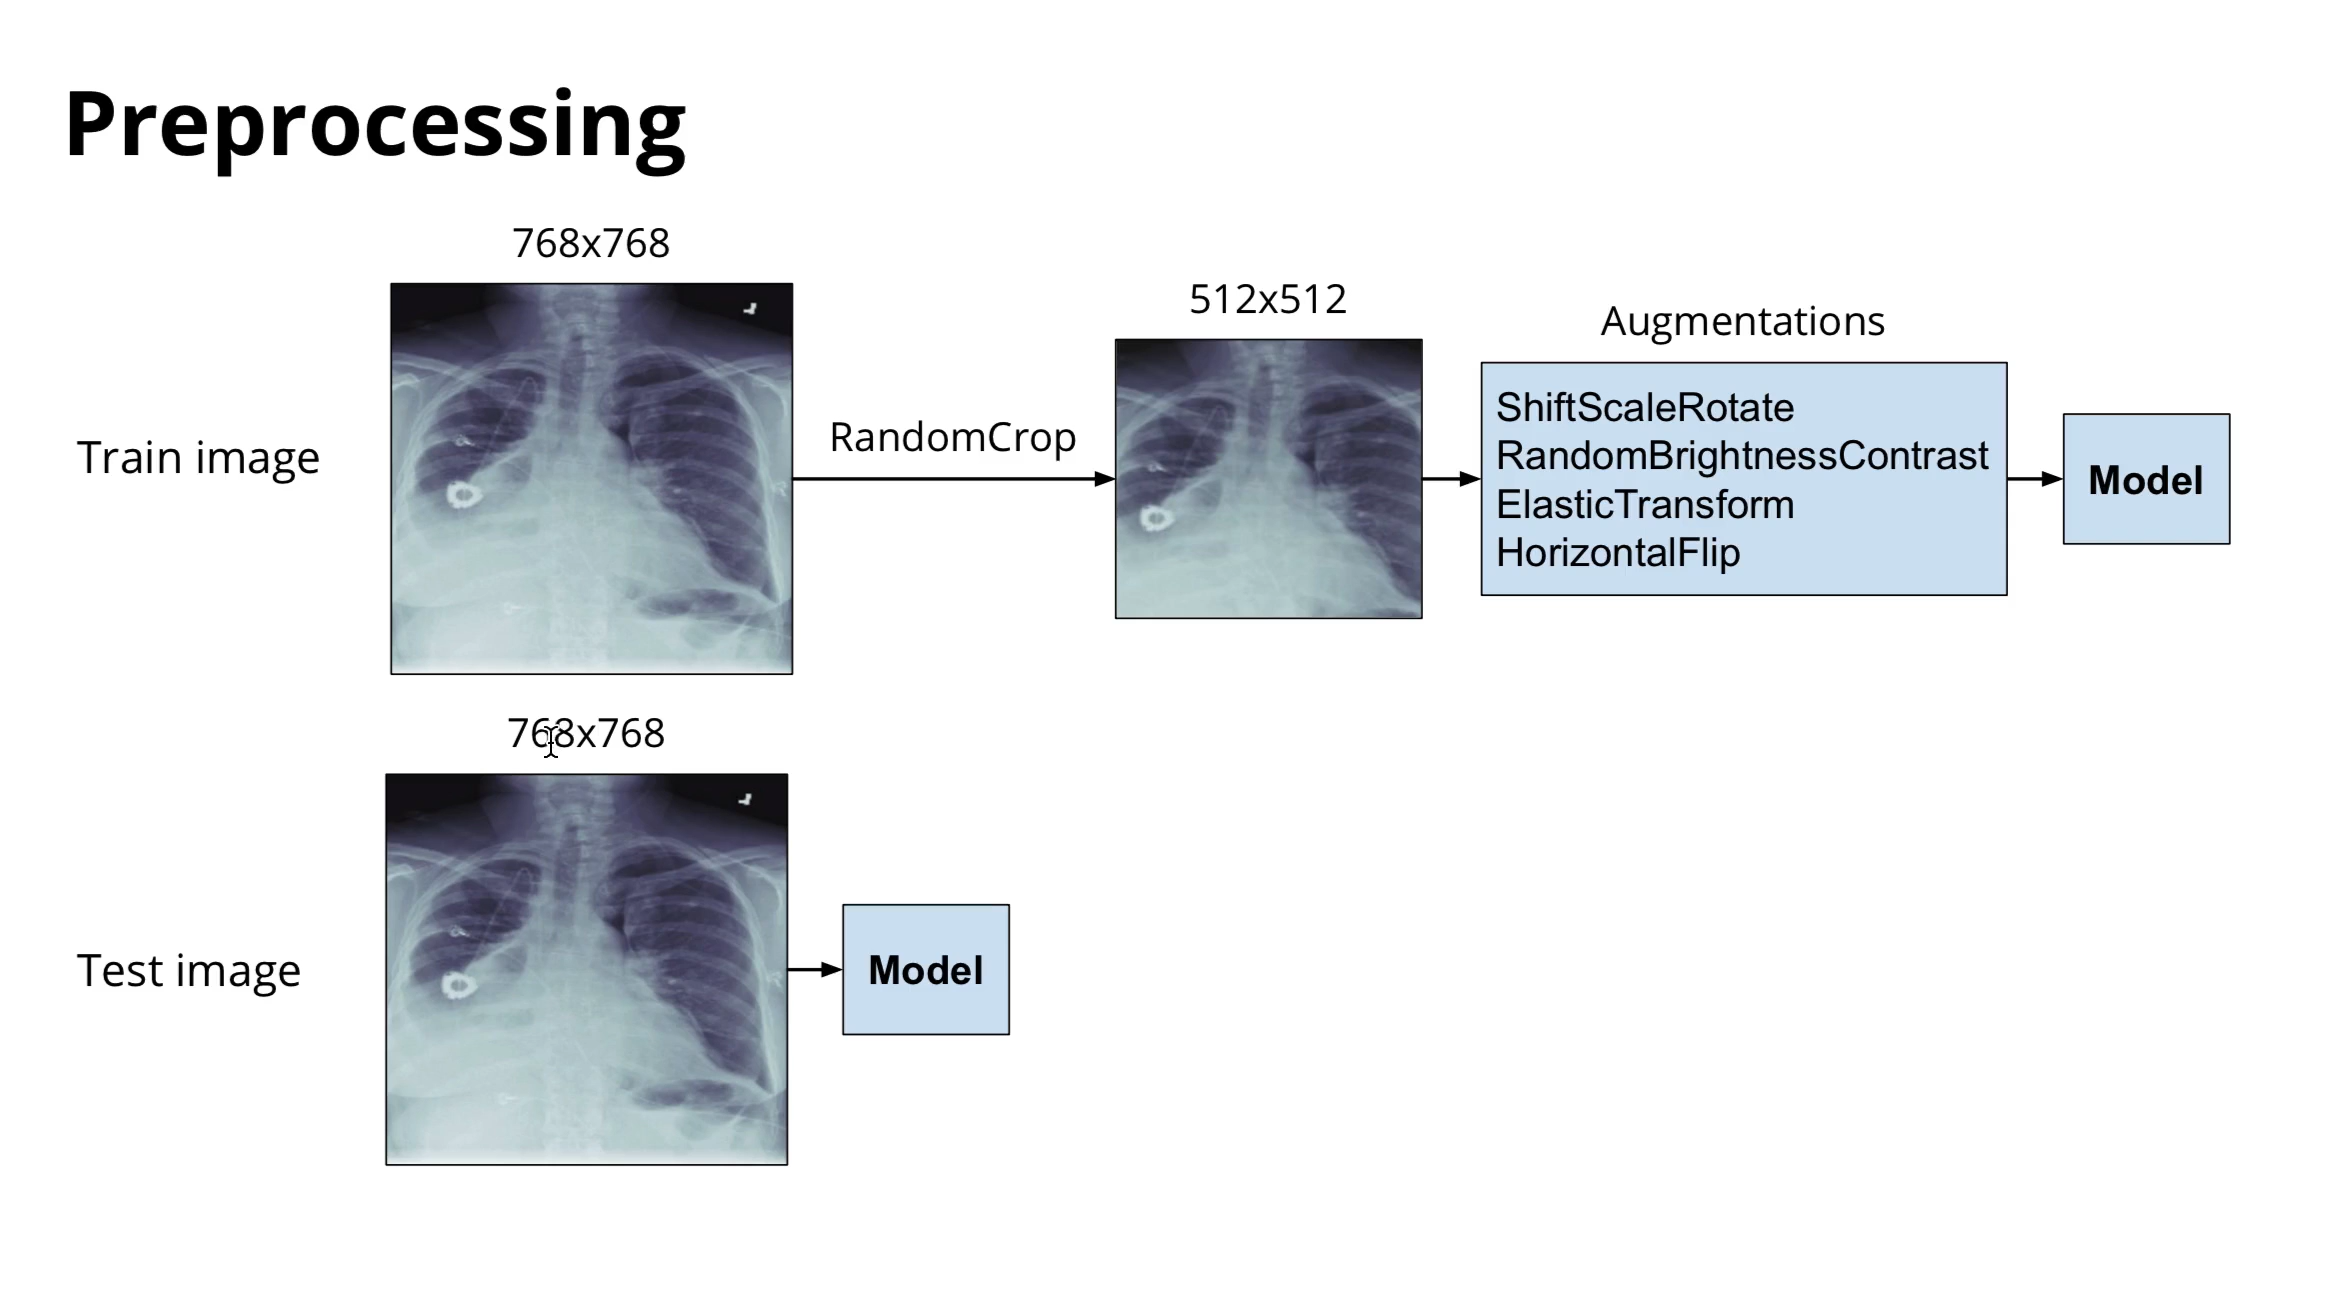 Preprocessing
768x768
512x512
Augmentations
Train image
RandomCrop
ShiftScaleRotate
RandomBrightnessContrast
ElasticTransform
HorizontalFlip
Model
768x768
Test image
Model